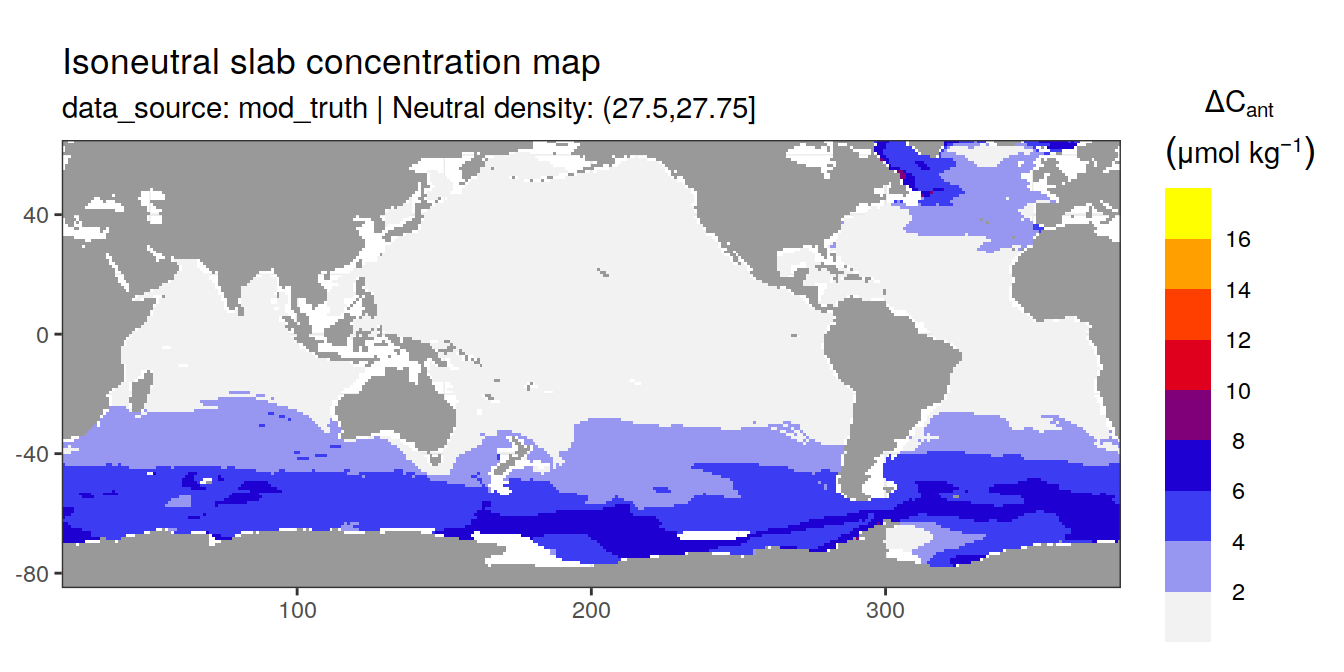 Isoneutral slab concentration map
data_source: mod_truth | Neutral density: (27.5,27.75]
ΔCant
(μmol kg−1)
16
14
12
10
8
6
4
2
40
0
-40
-80
100 200 300